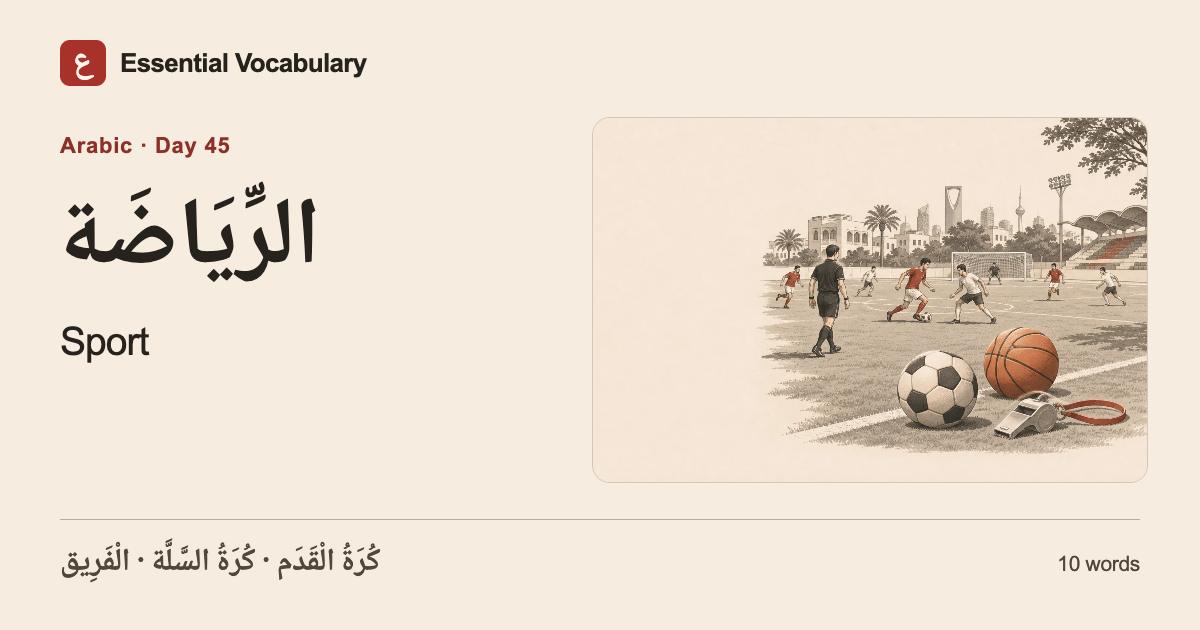 ع Essential Vocabulary
Arabic · Day 45
الرِّيَاضَة
Sport
كُرَةُ الْقَدَم · كُرَةُ السَّلَّة · الْفَرِيق
10 words